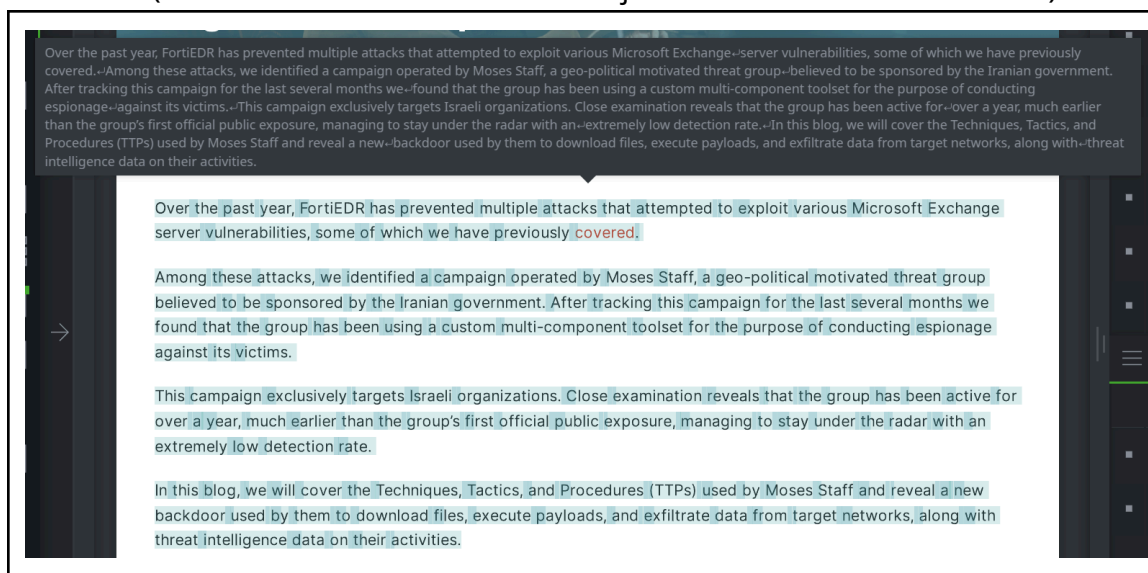 Over the past year, FortiEDR has prevented multiple attacks that attempted to exploit various Microsoft Exchange↵server vulnerabilities, some of which we have previously
covered.↵Among these attacks, we identified a campaign operated by Moses Staff, a geo-political motivated threat group↵believed to be sponsored by the Iranian government.
After tracking this campaign for the last several months we↵found that the group has been using a custom multi-component toolset for the purpose of conducting
espionage↵against its victims.↵This campaign exclusively targets Israeli organizations. Close examination reveals that the group has been active for↵over a year, much earlier
than the group's first official public exposure, managing to stay under the radar with an↵extremely low detection rate.↵In this blog, we will cover the Techniques, Tactics, and
Procedures (TTPs) used by Moses Staff and reveal a new↵backdoor used by them to download files, execute payloads, and exfiltrate data from target networks, along with↵threat
intelligence data on their activities.
Over the past year, FortiEDR has prevented multiple attacks that attempted to exploit various Microsoft Exchange
server vulnerabilities, some of which we have previously covered.
Among these attacks, we identified a campaign operated by Moses Staff, a geo-political motivated threat group
believed to be sponsored by the Iranian government. After tracking this campaign for the last several months we
found that the group has been using a custom multi-component toolset for the purpose of conducting espionage
against its victims.
This campaign exclusively targets Israeli organizations. Close examination reveals that the group has been active for
over a year, much earlier than the group's first official public exposure, managing to stay under the radar with an
extremely low detection rate.
In this blog, we will cover the Techniques, Tactics, and Procedures (TTPs) used by Moses Staff and reveal a new
backdoor used by them to download files, execute payloads, and exfiltrate data from target networks, along with
threat intelligence data on their activities.